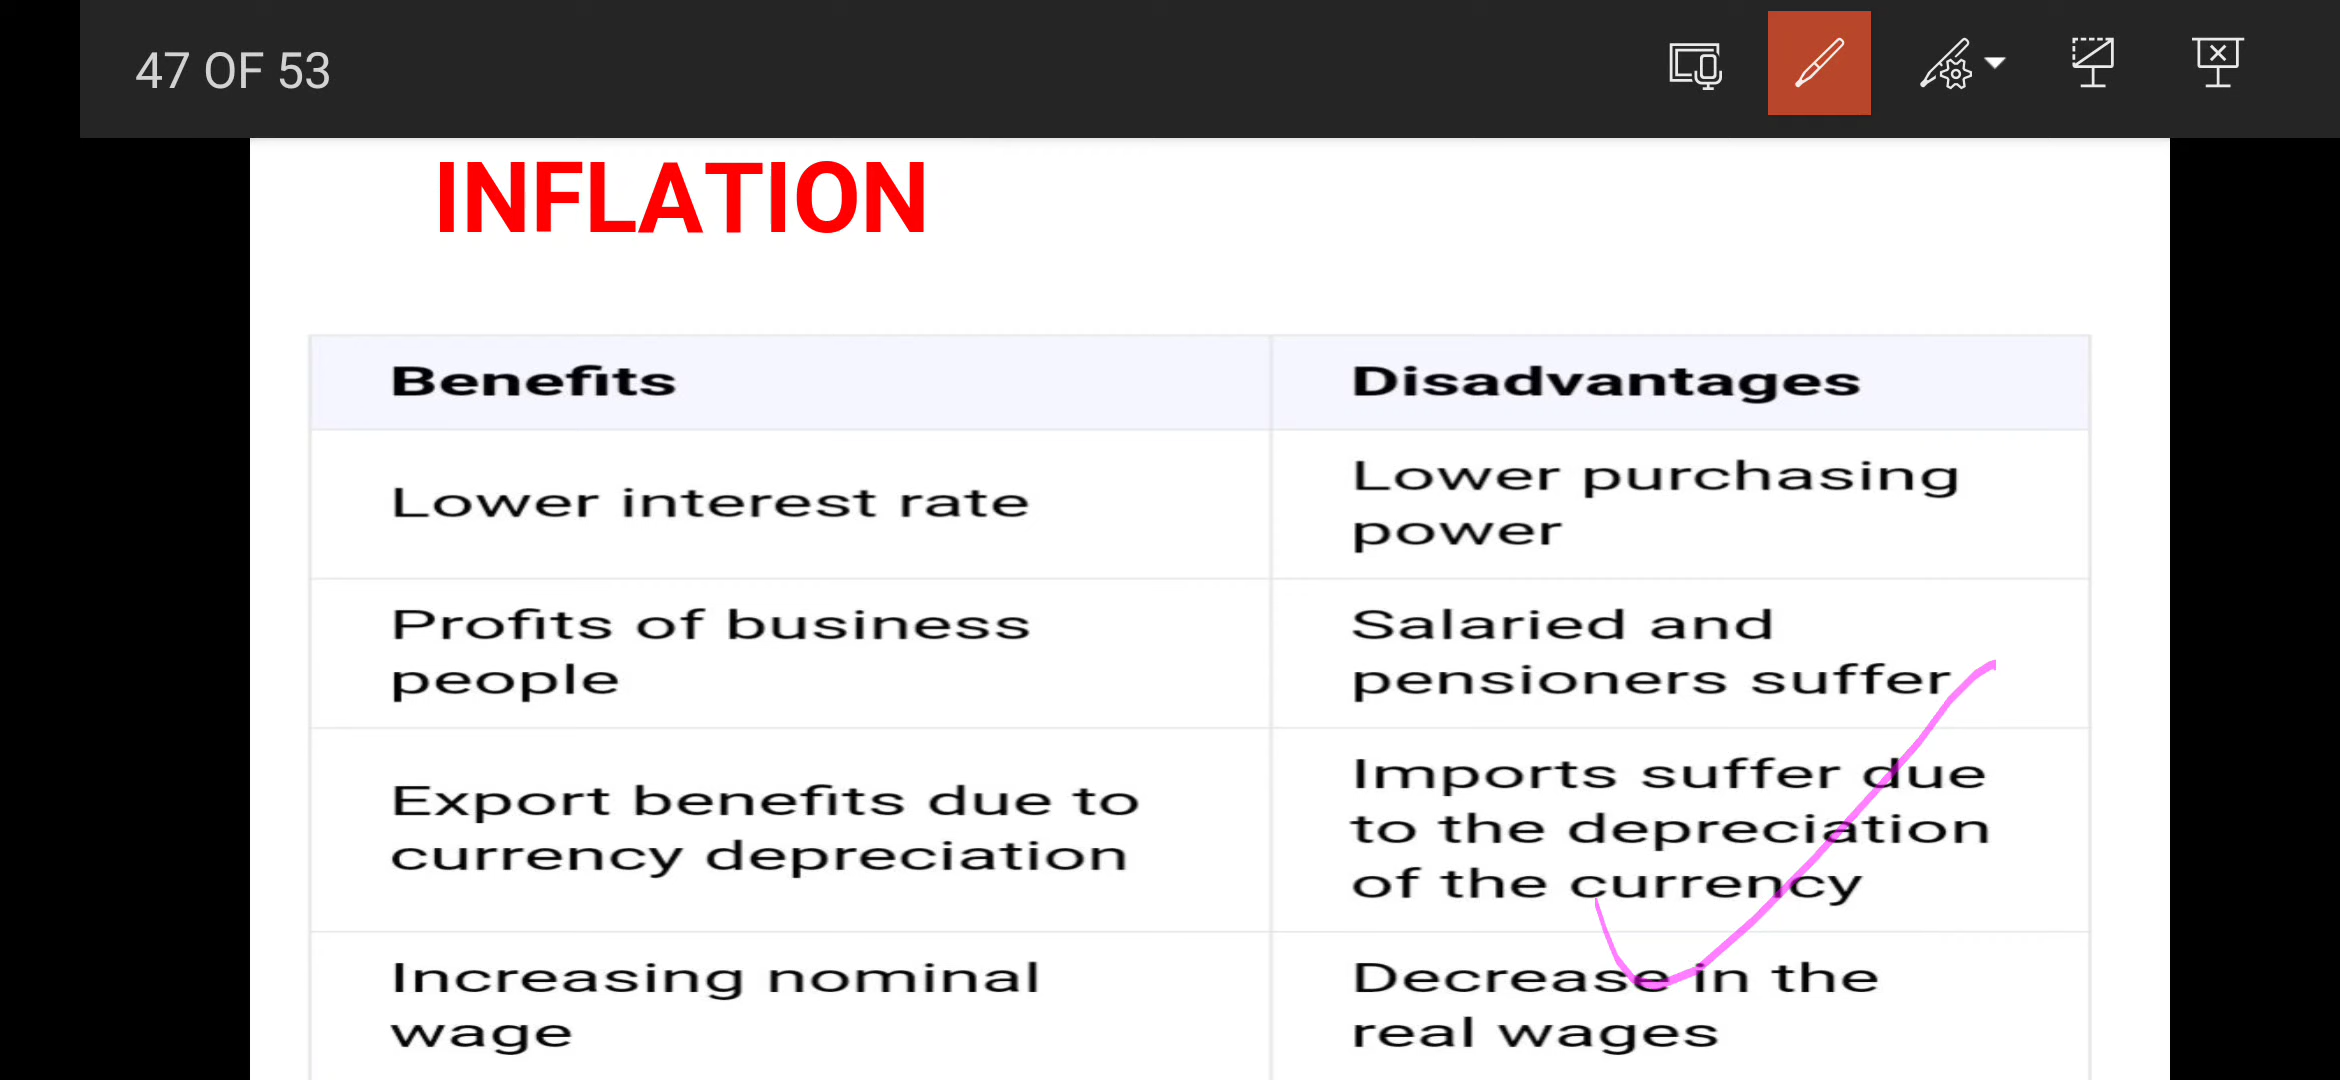 47 OF 53
INFLATION
Benefits
Disadvantages
Lower interest rate
Lower purchasing
power
Profits of business
people
Salaried and
pensioners suffer
Export benefits due to
currency depreciation
Imports suffer due
to the depreciation
of the currency
Increasing nominal
wage
Decrease in the
real wages